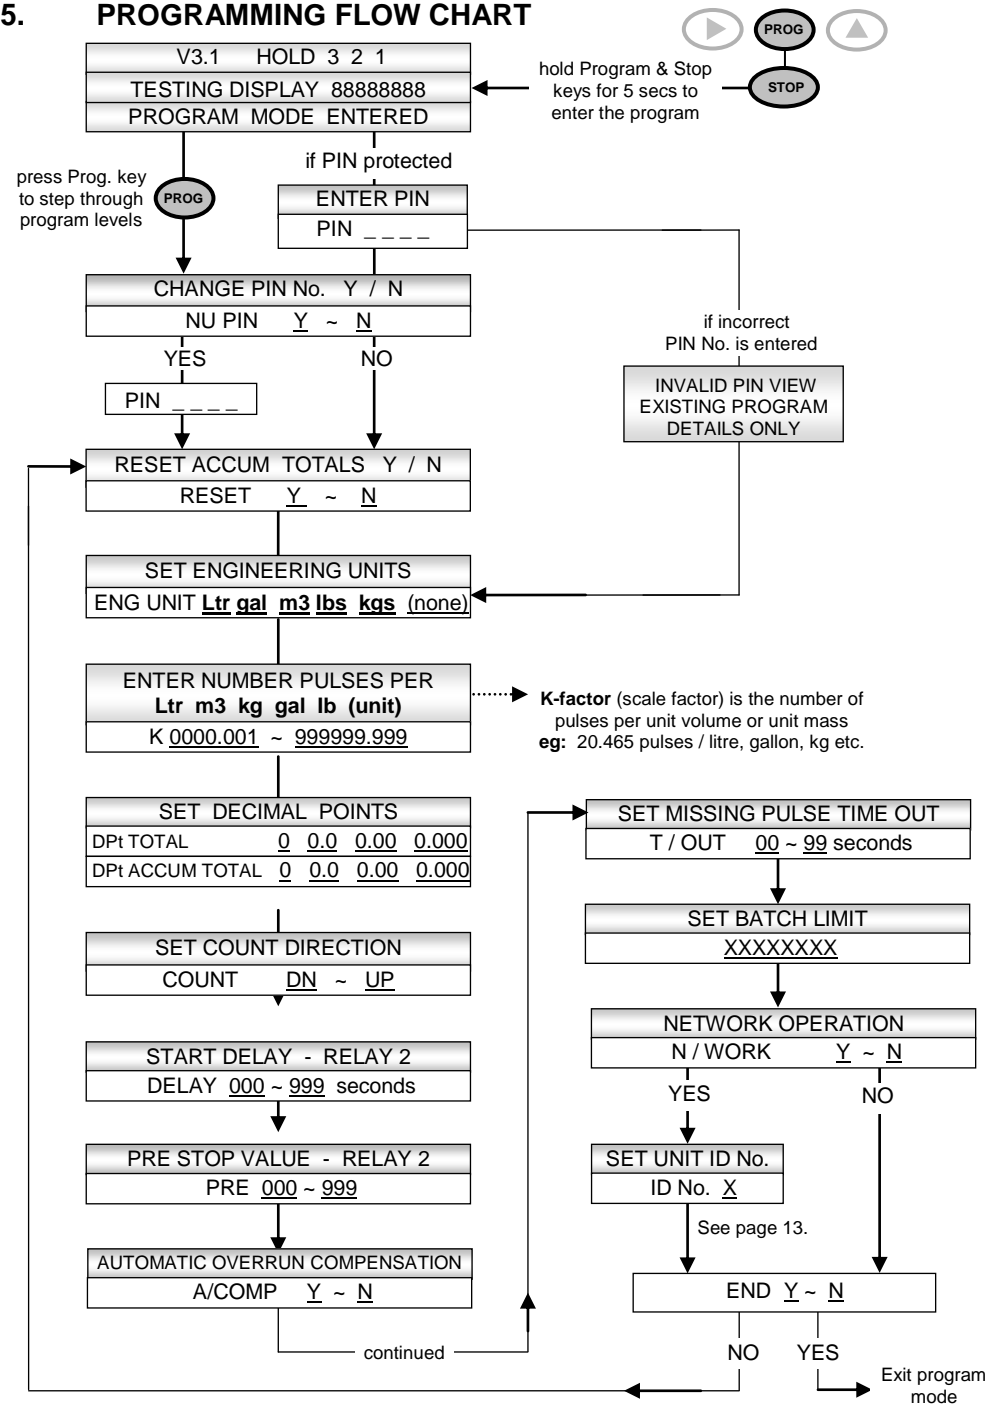 5. PROGRAMMING FLOW CHART
V3.1 HOLD 3 2 1
TESTING DISPLAY 88888888
PROGRAM MODE ENTERED
hold Program & Stop
keys for 5 secs to
enter the program
PROG
STOP
press Prog. key
to step through
program levels
PROG
if PIN protected
ENTER PIN
PIN _ _ _ _
CHANGE PIN No. Y / N
NU PIN Y ~ N
YES
NO
PIN _ _ _ _
if incorrect
PIN No. is entered
INVALID PIN VIEW
EXISTING PROGRAM
DETAILS ONLY
RESET ACCUM TOTALS Y / N
RESET Y ~ N
SET ENGINEERING UNITS
ENG UNIT Ltr gal m3 lbs kgs (none)
ENTER NUMBER PULSES PER
Ltr m3 kg gal lb (unit)
K 0000.001 ~ 999999.999
K-factor (scale factor) is the number of
pulses per unit volume or unit mass
eg: 20.465 pulses / litre, gallon, kg etc.
SET DECIMAL POINTS
DPt TOTAL 0 0.0 0.00 0.000
DPt ACCUM TOTAL 0 0.0 0.00 0.000
SET COUNT DIRECTION
COUNT DN ~ UP
START DELAY - RELAY 2
DELAY 000 ~ 999 seconds
PRE STOP VALUE - RELAY 2
PRE 000 ~ 999
AUTOMATIC OVERRUN COMPENSATION
A/COMP Y ~ N
continued
SET MISSING PULSE TIME OUT
T / OUT 00 ~ 99 seconds
SET BATCH LIMIT
XXXXXXXX
NETWORK OPERATION
N / WORK Y ~ N
YES
NO
SET UNIT ID No.
ID No. X
See page 13.
END Y ~ N
NO
YES
Exit program
mode